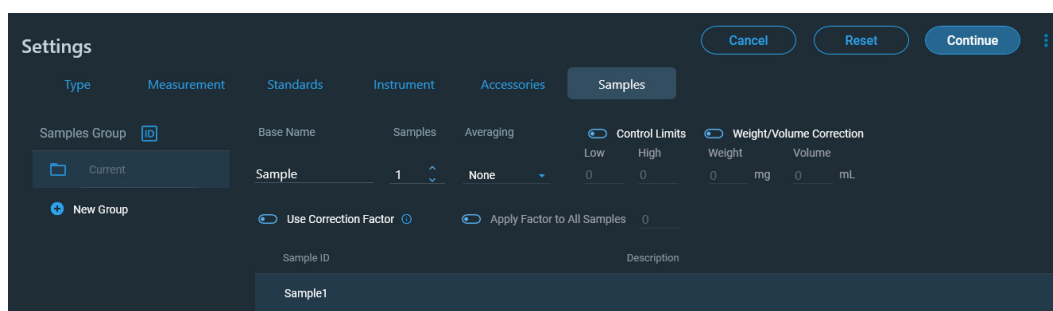 Settings
Cancel Reset Continue
Type Measurement Standards Instrument Accessories Samples
Samples Group ID
Current
New Group
Base Name Samples Averaging Control Limits Weight/Volume Correction
Low High Weight Volume
Sample 1 None 0 0 0 mg 0 mL
Use Correction Factor Apply Factor to All Samples 0
Sample ID Description
Sample1